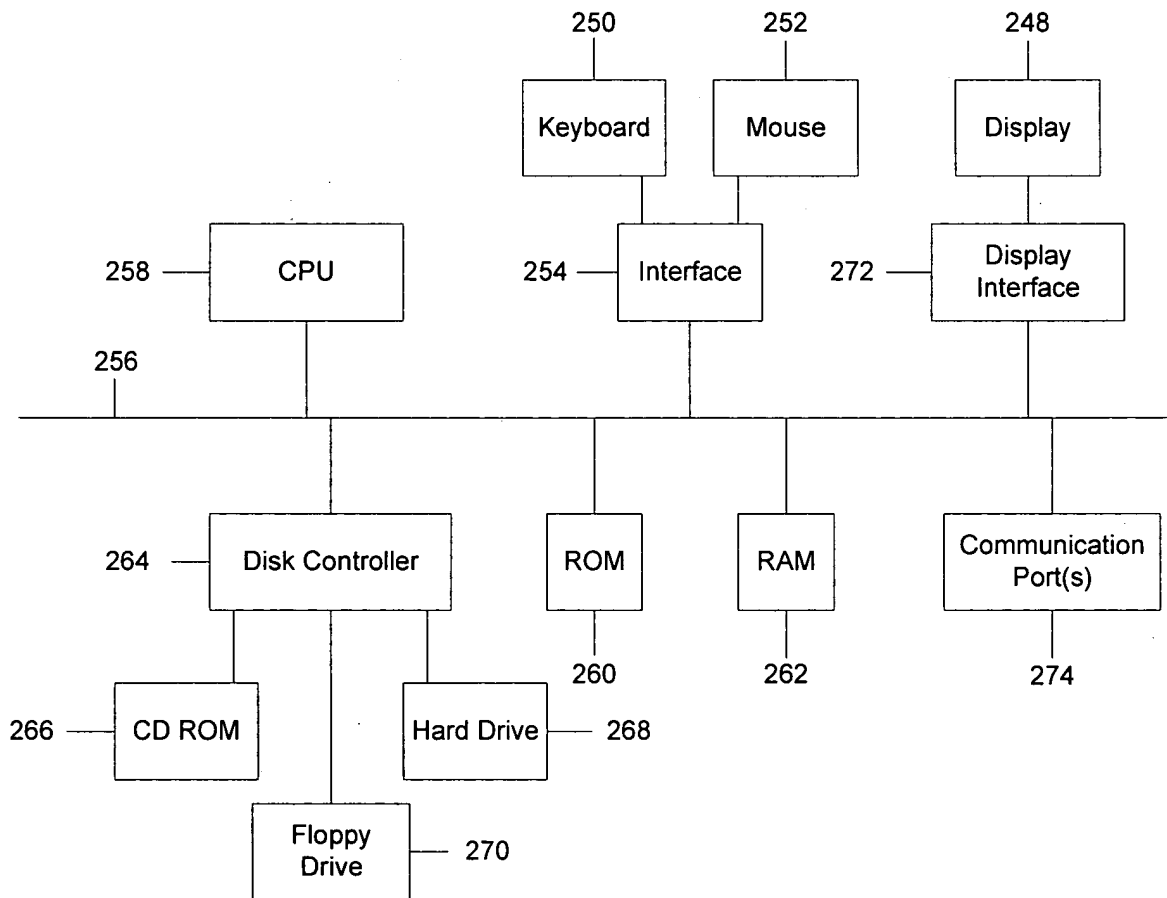 250
252
248
Keyboard
Mouse
Display
258
CPU
254
Interface
272
Display
Interface
256
264
Disk Controller
ROM
RAM
Communication
Port(s)
260
262
274
266
CD ROM
Hard Drive
268
Floppy
Drive
270